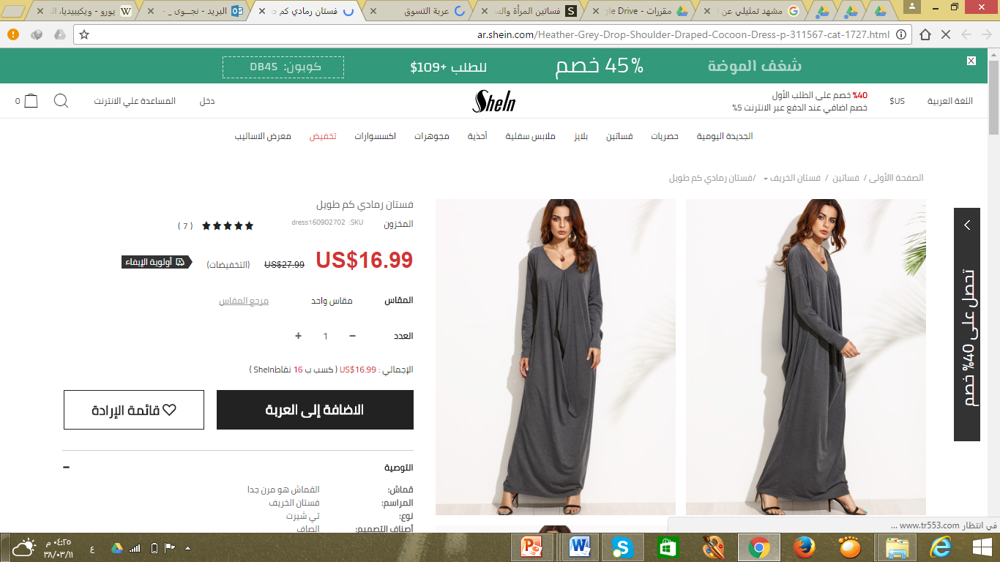 يورو - ويكيبيديا، ال
البريد - نجــوى _ -
فستان رمادي كم ط
عربة التسوق
فساتين المرأة والس
مقررات - gle Drive
مشهد تمثيلي عن ا
ar.shein.com/Heather-Grey-Drop-Shoulder-Draped-Cocoon-Dress-p-311567-cat-1727.html
شغف الموضة
45% خصم
للطلب +109$
كوبون: DB45
اللغة العربية
US$
40% خصم على الطلب الأول
خصم اضافي عند الدفع عبر الانترنت 5%
SheIn
دخل
المساعدة علي الانترنت
0
الجديدة اليومية
حصريات
فساتين
بلايز
ملابس سفلية
أحذية
مجوهرات
اكسسوارات
تخفيض
معرض الاساليب
الصفحة االأولى / فساتين / فستان الخريف /فستان رمادي كم طويل
تحصل على 40% خصم
فستان رمادي كم طويل
المخزون
SKU: dress160902702
( 7 )
US$16.99
US$27.99
(التخفيضات)
أولوية الإيفاء
المقاس
مقاس واحد
مرجع المقاس
العدد
− 1 +
الإجمالي : US$16.99 ( كسب ب 16 نقاطSheIn )
الاضافة إلى العربة
قائمة الإرادة
التوصية
−
قماش: القماش هو مرن جدا
المراسم: فستان الخريف
نوع: تي شيرت
أصناف التصميم: الصاف
في انتظار www.tr553.com ...
ع
٠٤:٢٥ م
٣٨/٠٣/١١